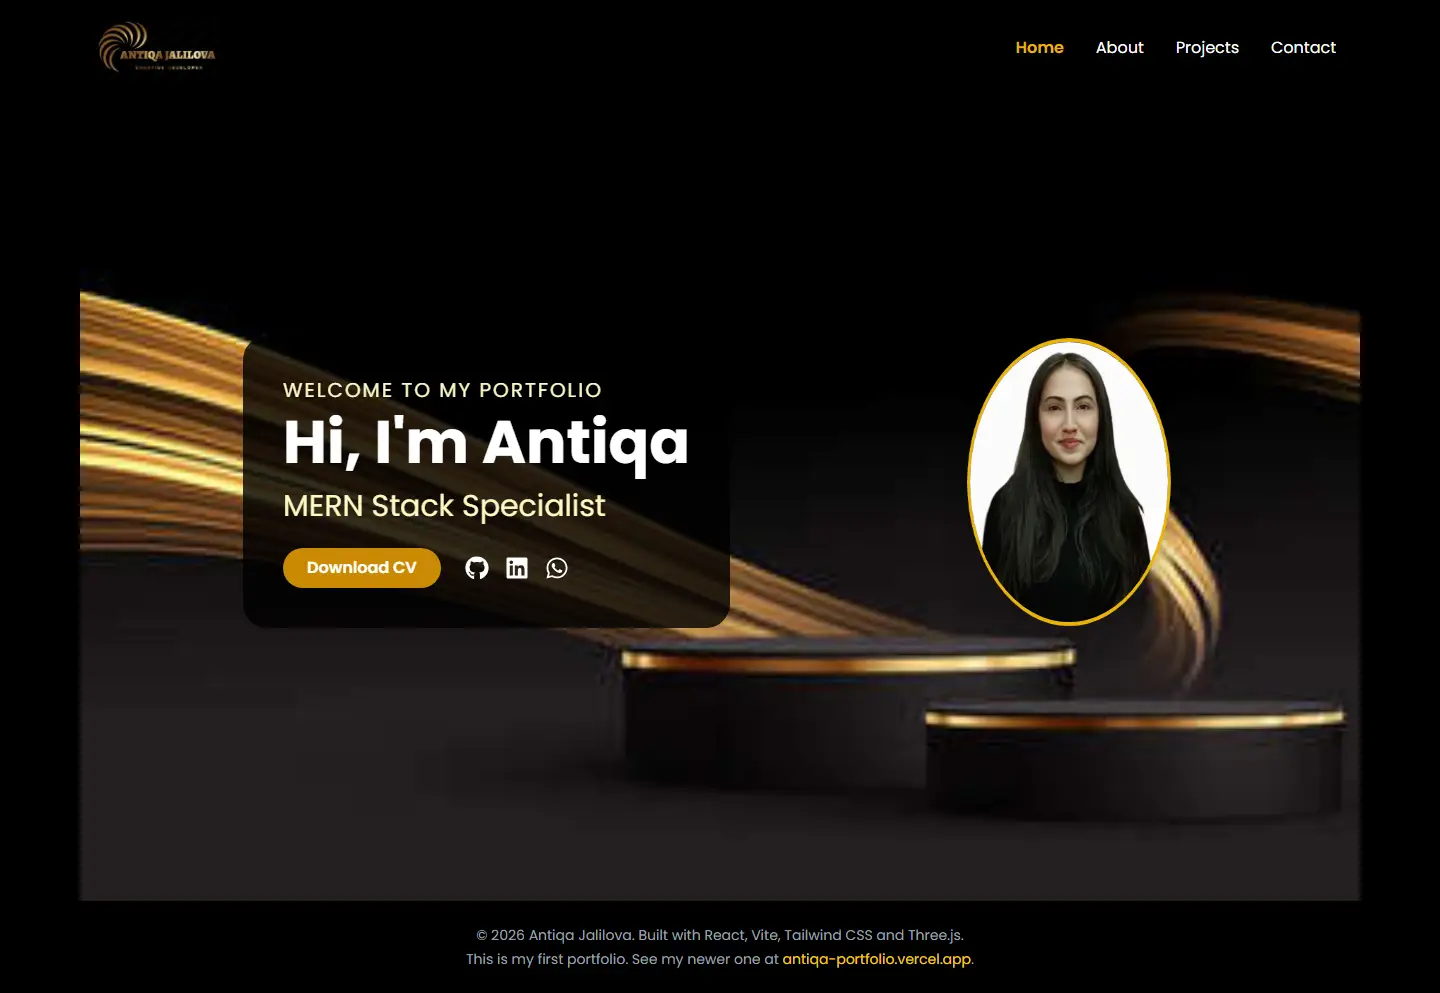 ANTIQA JALILOVA
Home
About
Projects
Contact
WELCOME TO MY PORTFOLIO
Hi, I'm Antiqa
MERN Stack Specialist
Download CV
© 2026 Antiqa Jalilova. Built with React, Vite, Tailwind CSS and Three.js.
This is my first portfolio. See my newer one at antiqa-portfolio.vercel.app.